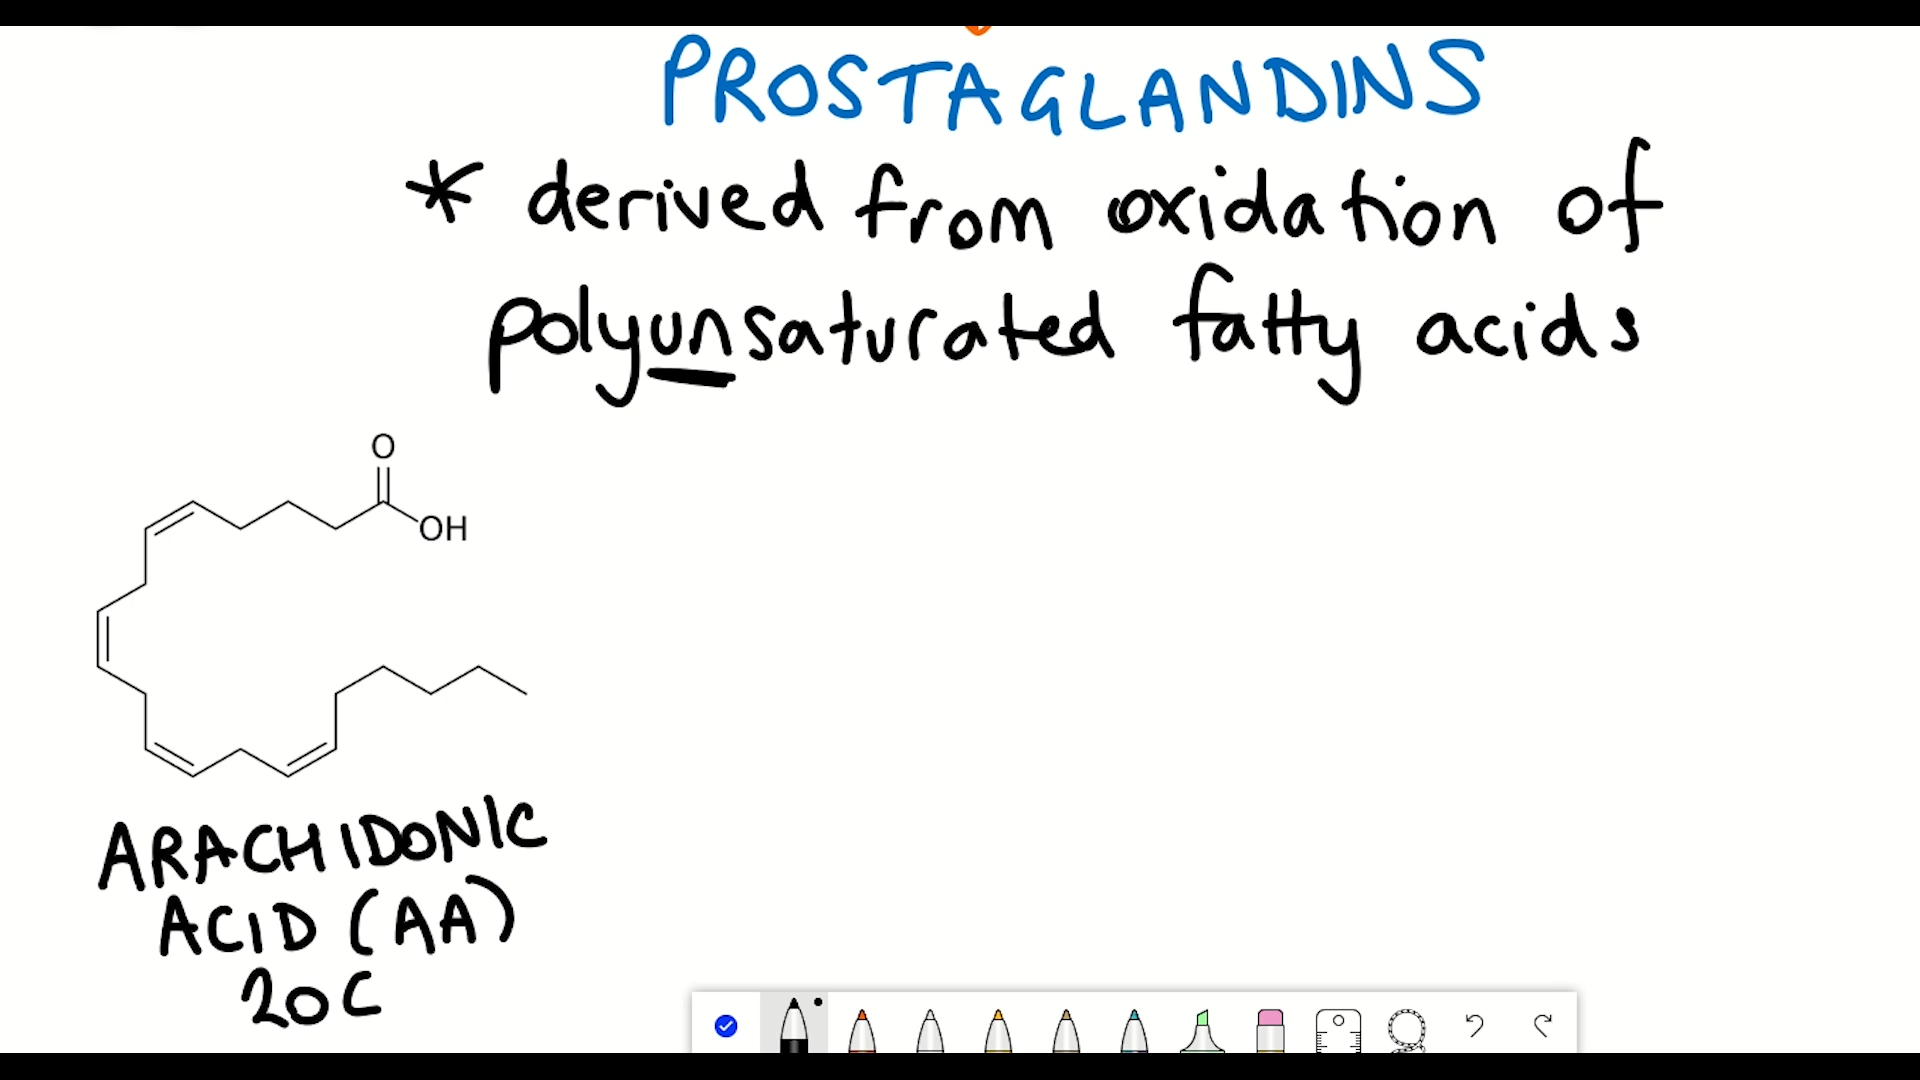 PROSTAGLANDINS
* derived from oxidation of
polyunsaturated fatty acids
O
OH
ARACHIDONIC
ACID (AA)
20C